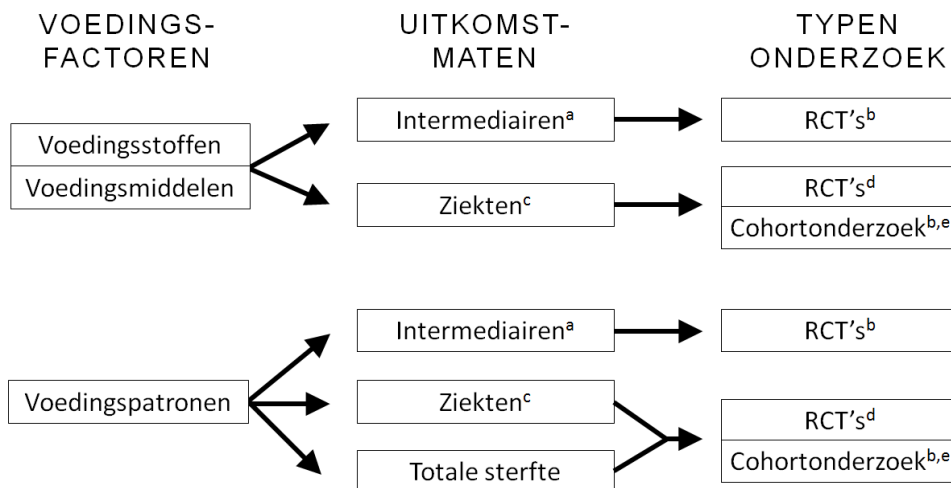 VOEDINGS-
FACTOREN
UITKOMST-
MATEN
TYPEN
ONDERZOEK
Voedingsstoffen
Voedingsmiddelen
Intermediairenᵃ
RCT’sᵇ
Ziektenᶜ
RCT’sᵈ
Cohortonderzoekᵇ,ᵉ
Voedingspatronen
Intermediairenᵃ
RCT’sᵇ
Ziektenᶜ
Totale sterfte
RCT’sᵈ
Cohortonderzoekᵇ,ᵉ